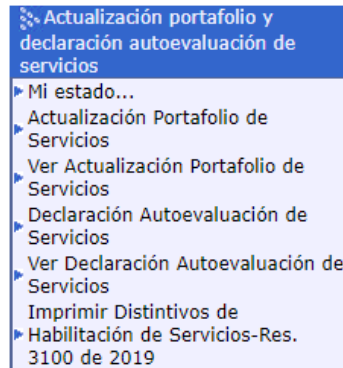 Actualización portafolio y
declaración autoevaluación de
servicios
Mi estado...
Actualización Portafolio de
Servicios
Ver Actualización Portafolio de
Servicios
Declaración Autoevaluación de
Servicios
Ver Declaración Autoevaluación de
Servicios
Imprimir Distintivos de
Habilitación de Servicios-Res.
3100 de 2019